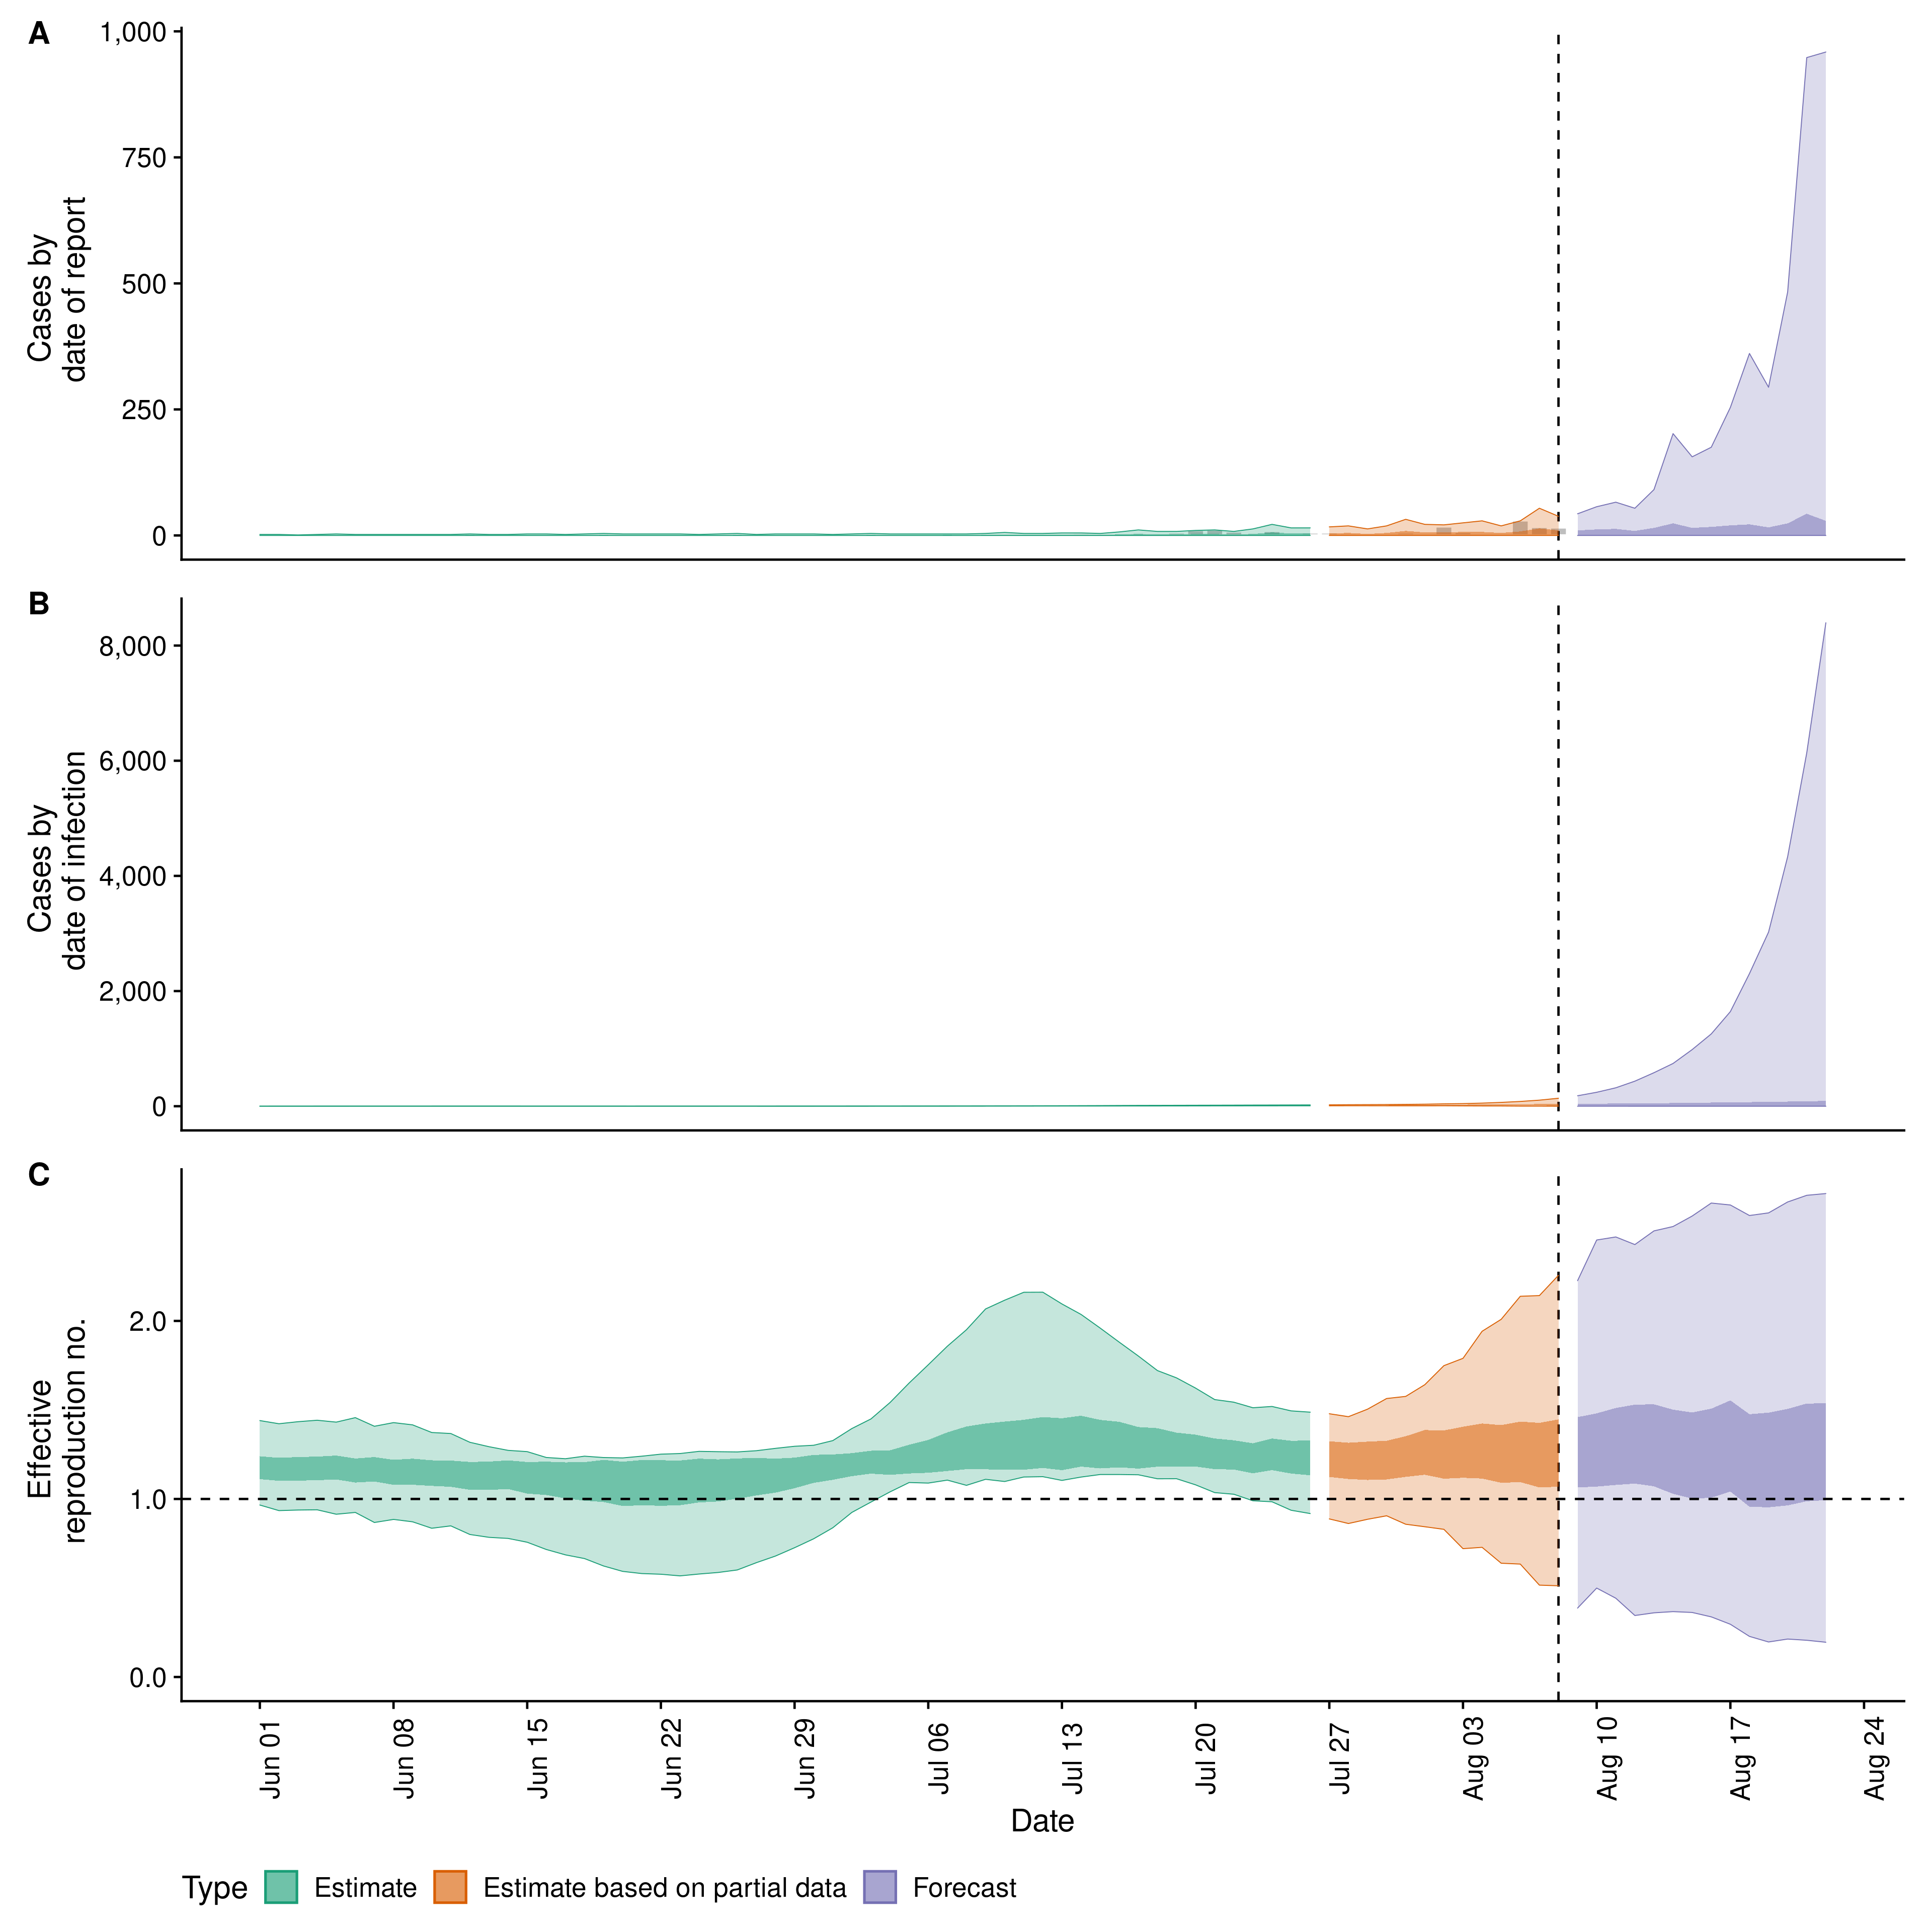 A
1,000
750
500
250
0
Cases by
date of report
B
8,000
6,000
4,000
2,000
0
Cases by
date of infection
C
2.0
1.0
0.0
Effective
reproduction no.
Jun 01
Jun 08
Jun 15
Jun 22
Jun 29
Jul 06
Jul 13
Jul 20
Jul 27
Aug 03
Aug 10
Aug 17
Aug 24
Date
Type Estimate Estimate based on partial data Forecast